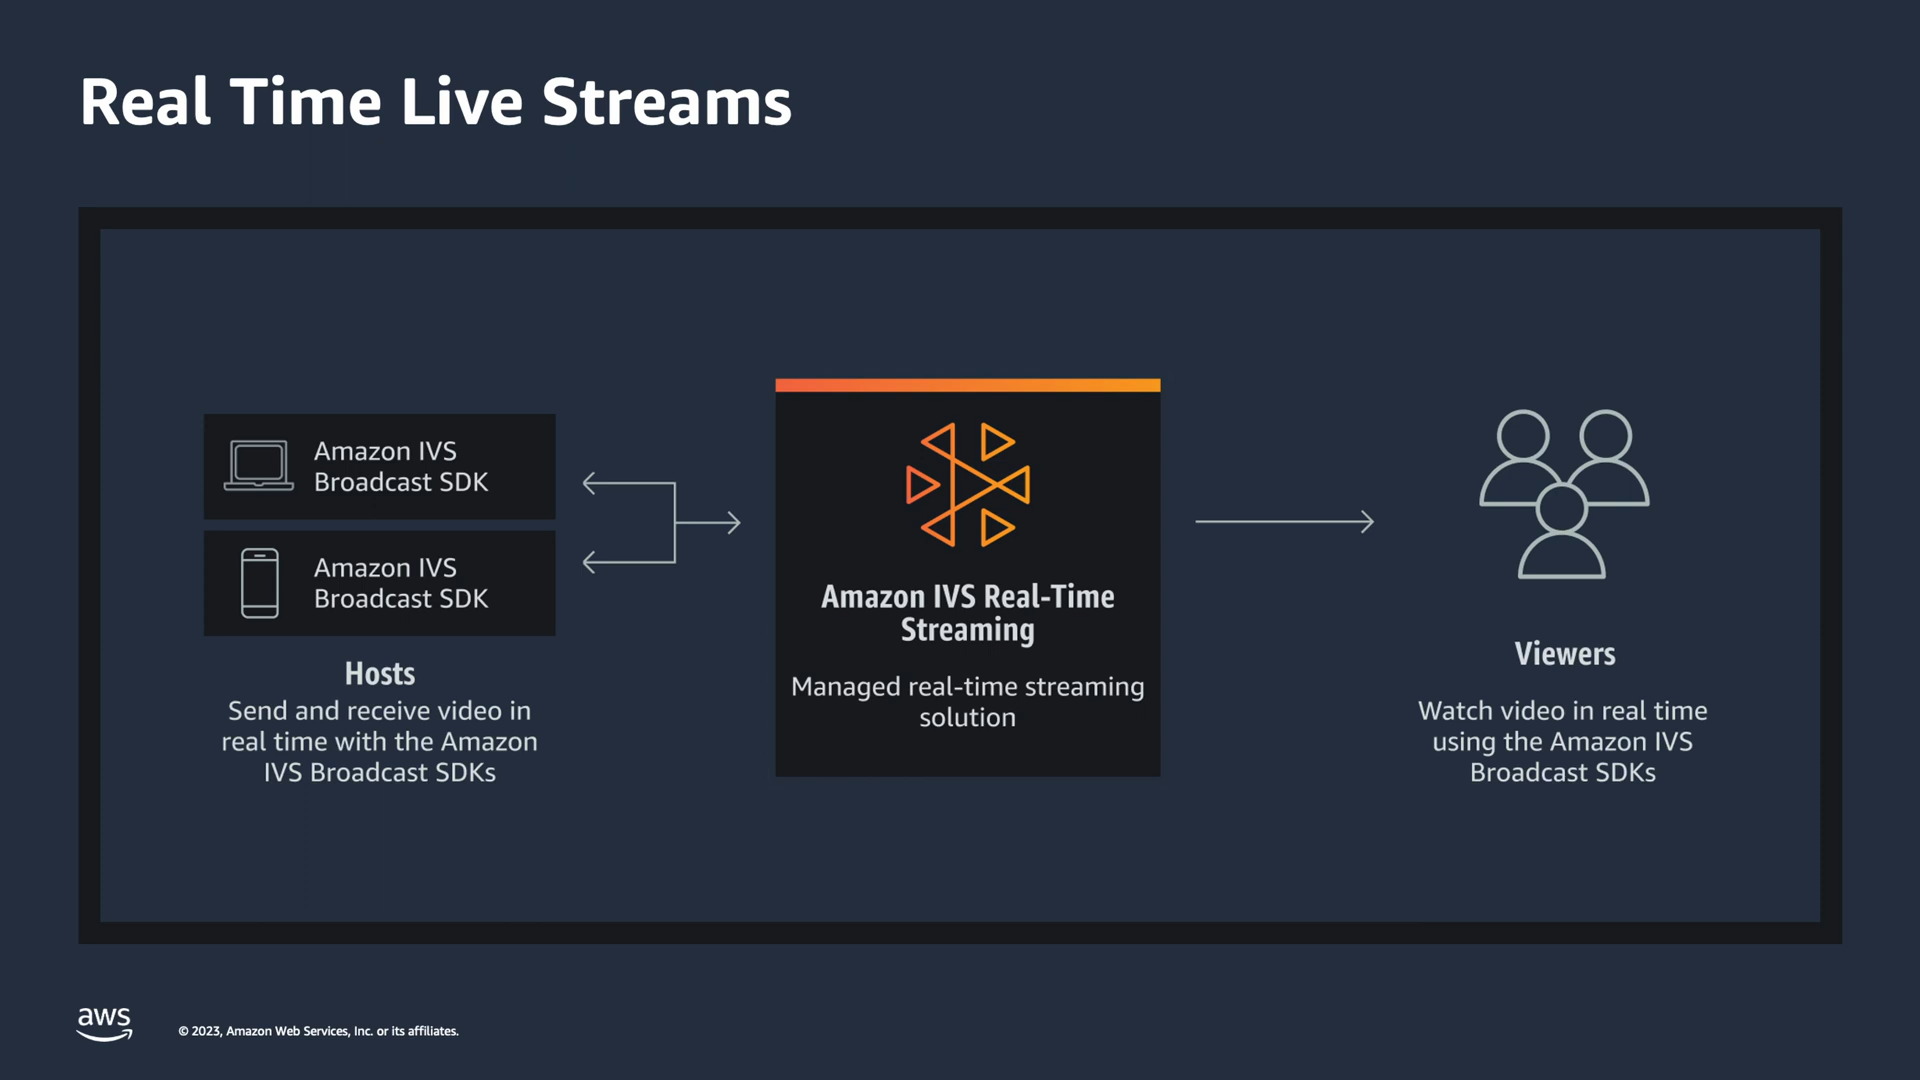 Real Time Live Streams
Amazon IVS
Broadcast SDK
Amazon IVS
Broadcast SDK
Hosts
Send and receive video in
real time with the Amazon
IVS Broadcast SDKs
Amazon IVS Real-Time
Streaming
Managed real-time streaming
solution
Viewers
Watch video in real time
using the Amazon IVS
Broadcast SDKs
aws
© 2023, Amazon Web Services, Inc. or its affiliates.